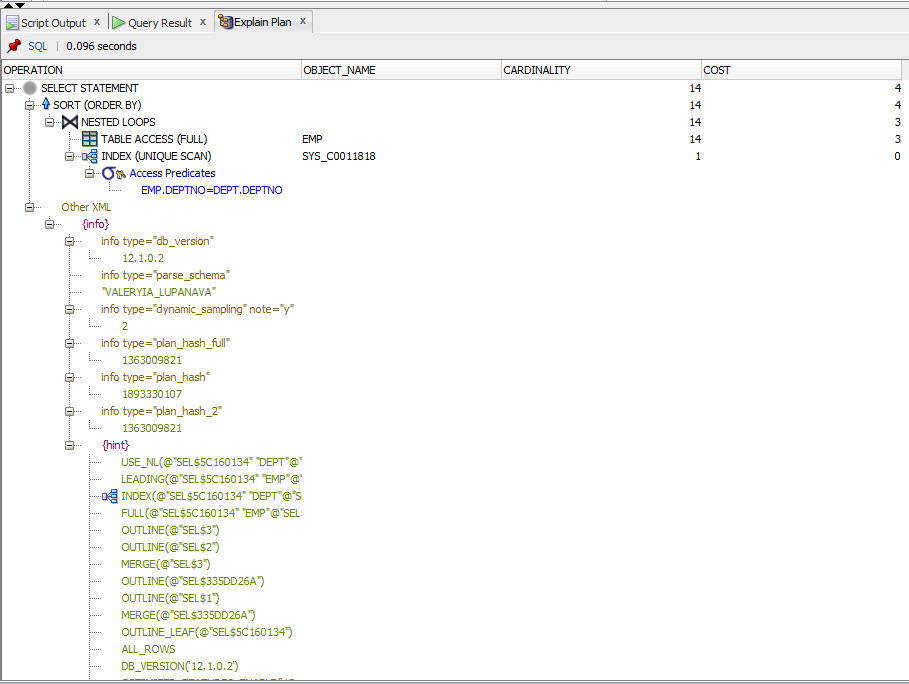 Script Output x Query Result x Explain Plan x
SQL | 0.096 seconds
OPERATION OBJECT_NAME CARDINALITY COST
SELECT STATEMENT 14 4
SORT (ORDER BY) 14 4
NESTED LOOPS 14 3
TABLE ACCESS (FULL) EMP 14 3
INDEX (UNIQUE SCAN) SYS_C0011818 1 0
Access Predicates
EMP.DEPTNO=DEPT.DEPTNO
Other XML
{info}
info type="db_version"
12.1.0.2
info type="parse_schema"
"VALERYIA_LUPANAVA"
info type="dynamic_sampling" note="y"
2
info type="plan_hash_full"
1363009821
info type="plan_hash"
1893330107
info type="plan_hash_2"
1363009821
{hint}
USE_NL(@"SEL$5C160134" "DEPT"@"
LEADING(@"SEL$5C160134" "EMP"@"
INDEX(@"SEL$5C160134" "DEPT"@"S
FULL(@"SEL$5C160134" "EMP"@"SEL
OUTLINE(@"SEL$3")
OUTLINE(@"SEL$2")
MERGE(@"SEL$3")
OUTLINE(@"SEL$335DD26A")
OUTLINE(@"SEL$1")
MERGE(@"SEL$335DD26A")
OUTLINE_LEAF(@"SEL$5C160134")
ALL_ROWS
DB_VERSION('12.1.0.2')